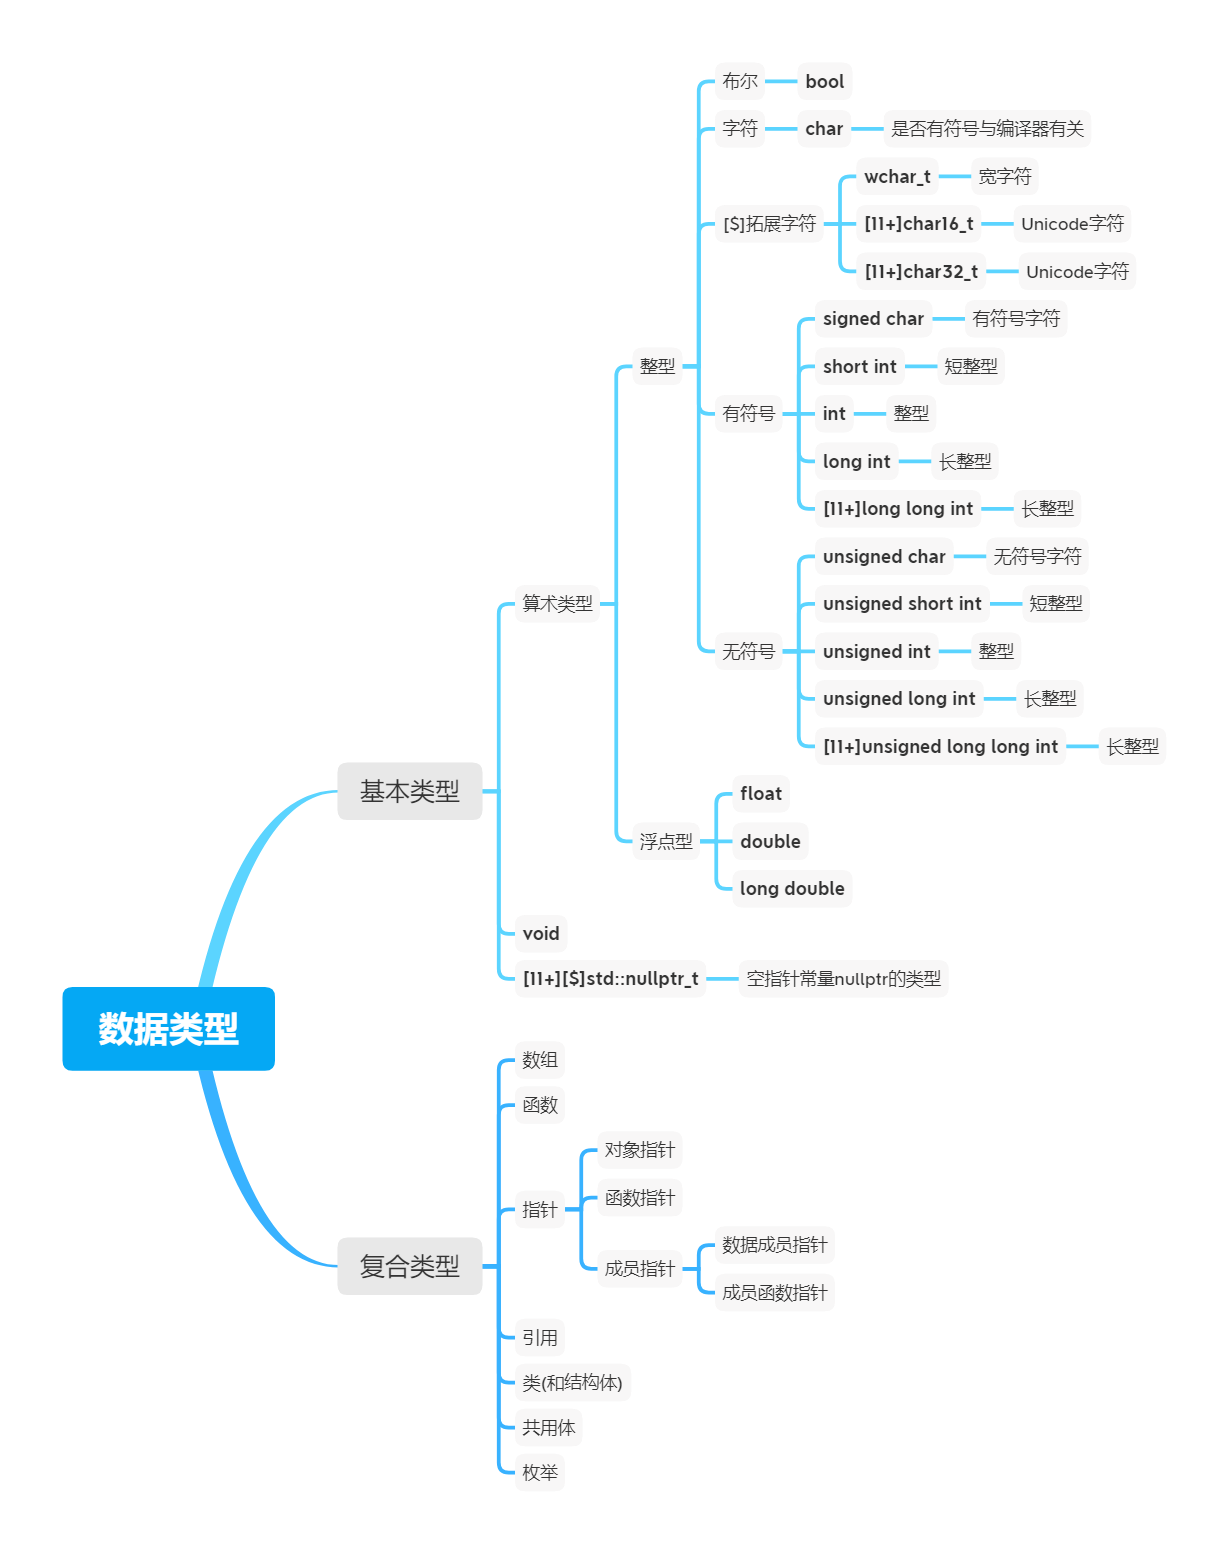 数据类型
基本类型
算术类型
整型
布尔
bool
字符
char
是否有符号与编译器有关
[$]拓展字符
wchar_t
宽字符
[11+]char16_t
Unicode字符
[11+]char32_t
Unicode字符
有符号
signed char
有符号字符
short int
短整型
int
整型
long int
长整型
[11+]long long int
长整型
无符号
unsigned char
无符号字符
unsigned short int
短整型
unsigned int
整型
unsigned long int
长整型
[11+]unsigned long long int
长整型
浮点型
float
double
long double
void
[11+][$]std::nullptr_t
空指针常量nullptr的类型
复合类型
数组
函数
指针
对象指针
函数指针
成员指针
数据成员指针
成员函数指针
引用
类(和结构体)
共用体
枚举